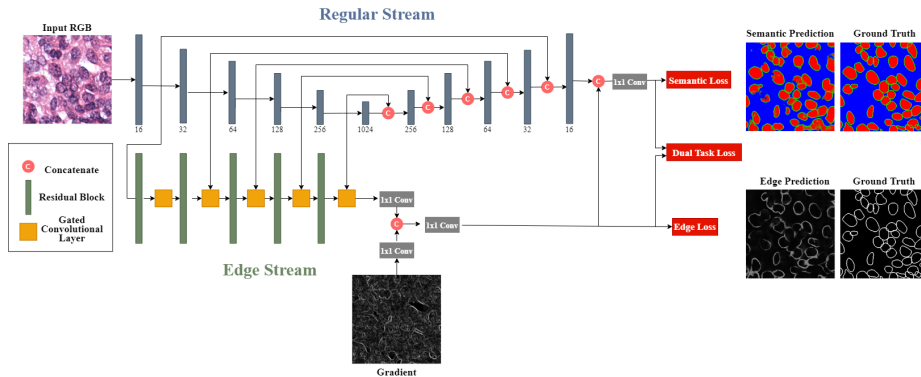 Regular Stream
Input RGB
Semantic Prediction
Ground Truth
C
C
C
C
C
C
1x1 Conv
Semantic Loss
16
32
64
128
256
1024
256
128
64
32
16
C
Concatenate
Residual Block
Gated
Convolutional
Layer
Dual Task Loss
Edge Prediction
Ground Truth
1x1 Conv
C
1x1 Conv
Edge Loss
1x1 Conv
Edge Stream
Gradient